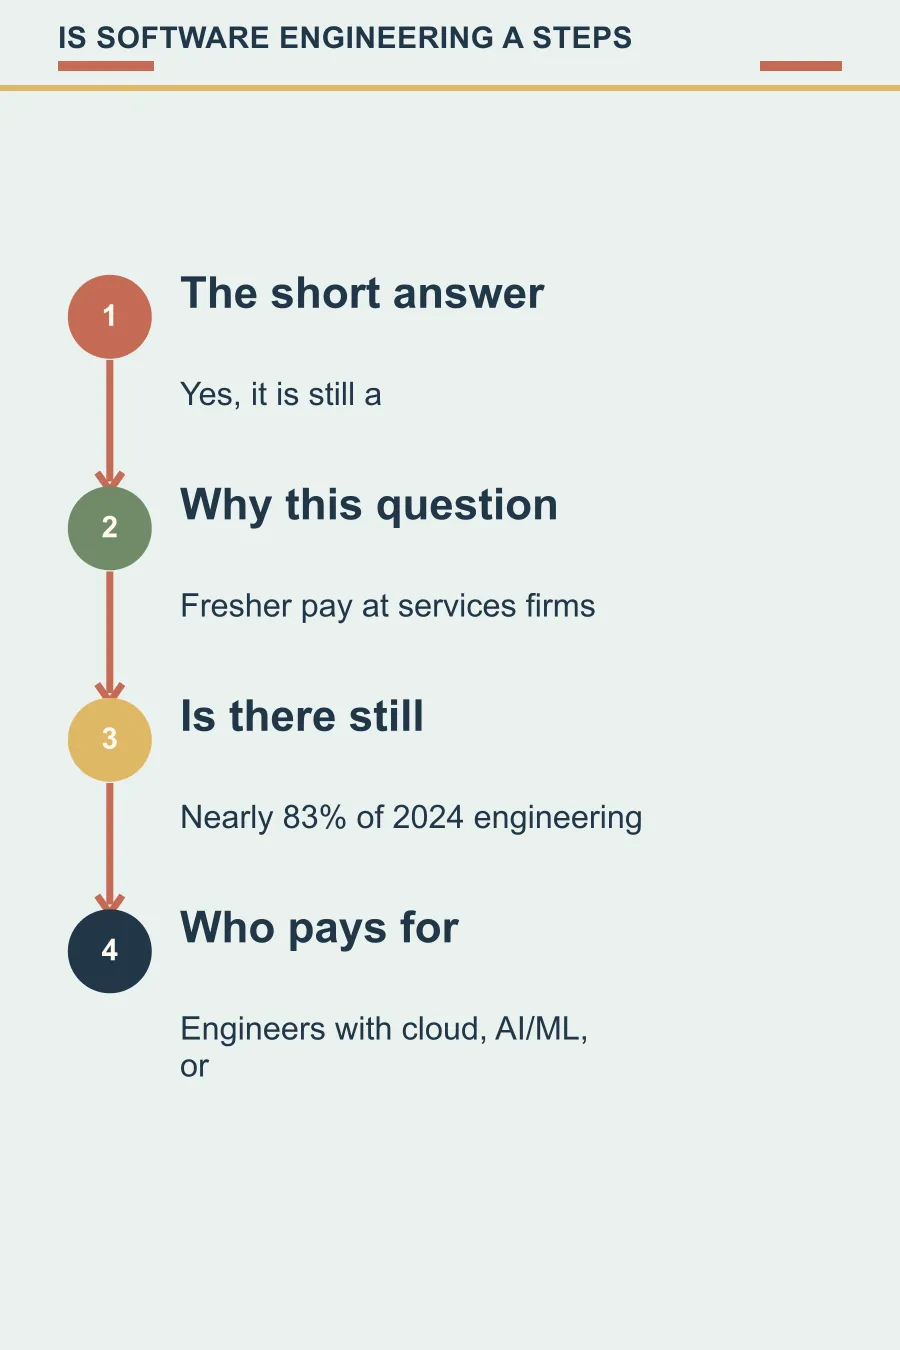 IS SOFTWARE ENGINEERING A STEPS
1
The short answer
Yes, it is still a
2
Why this question
Fresher pay at services firms
3
Is there still
Nearly 83% of 2024 engineering
4
Who pays for
Engineers with cloud, AI/ML,
or